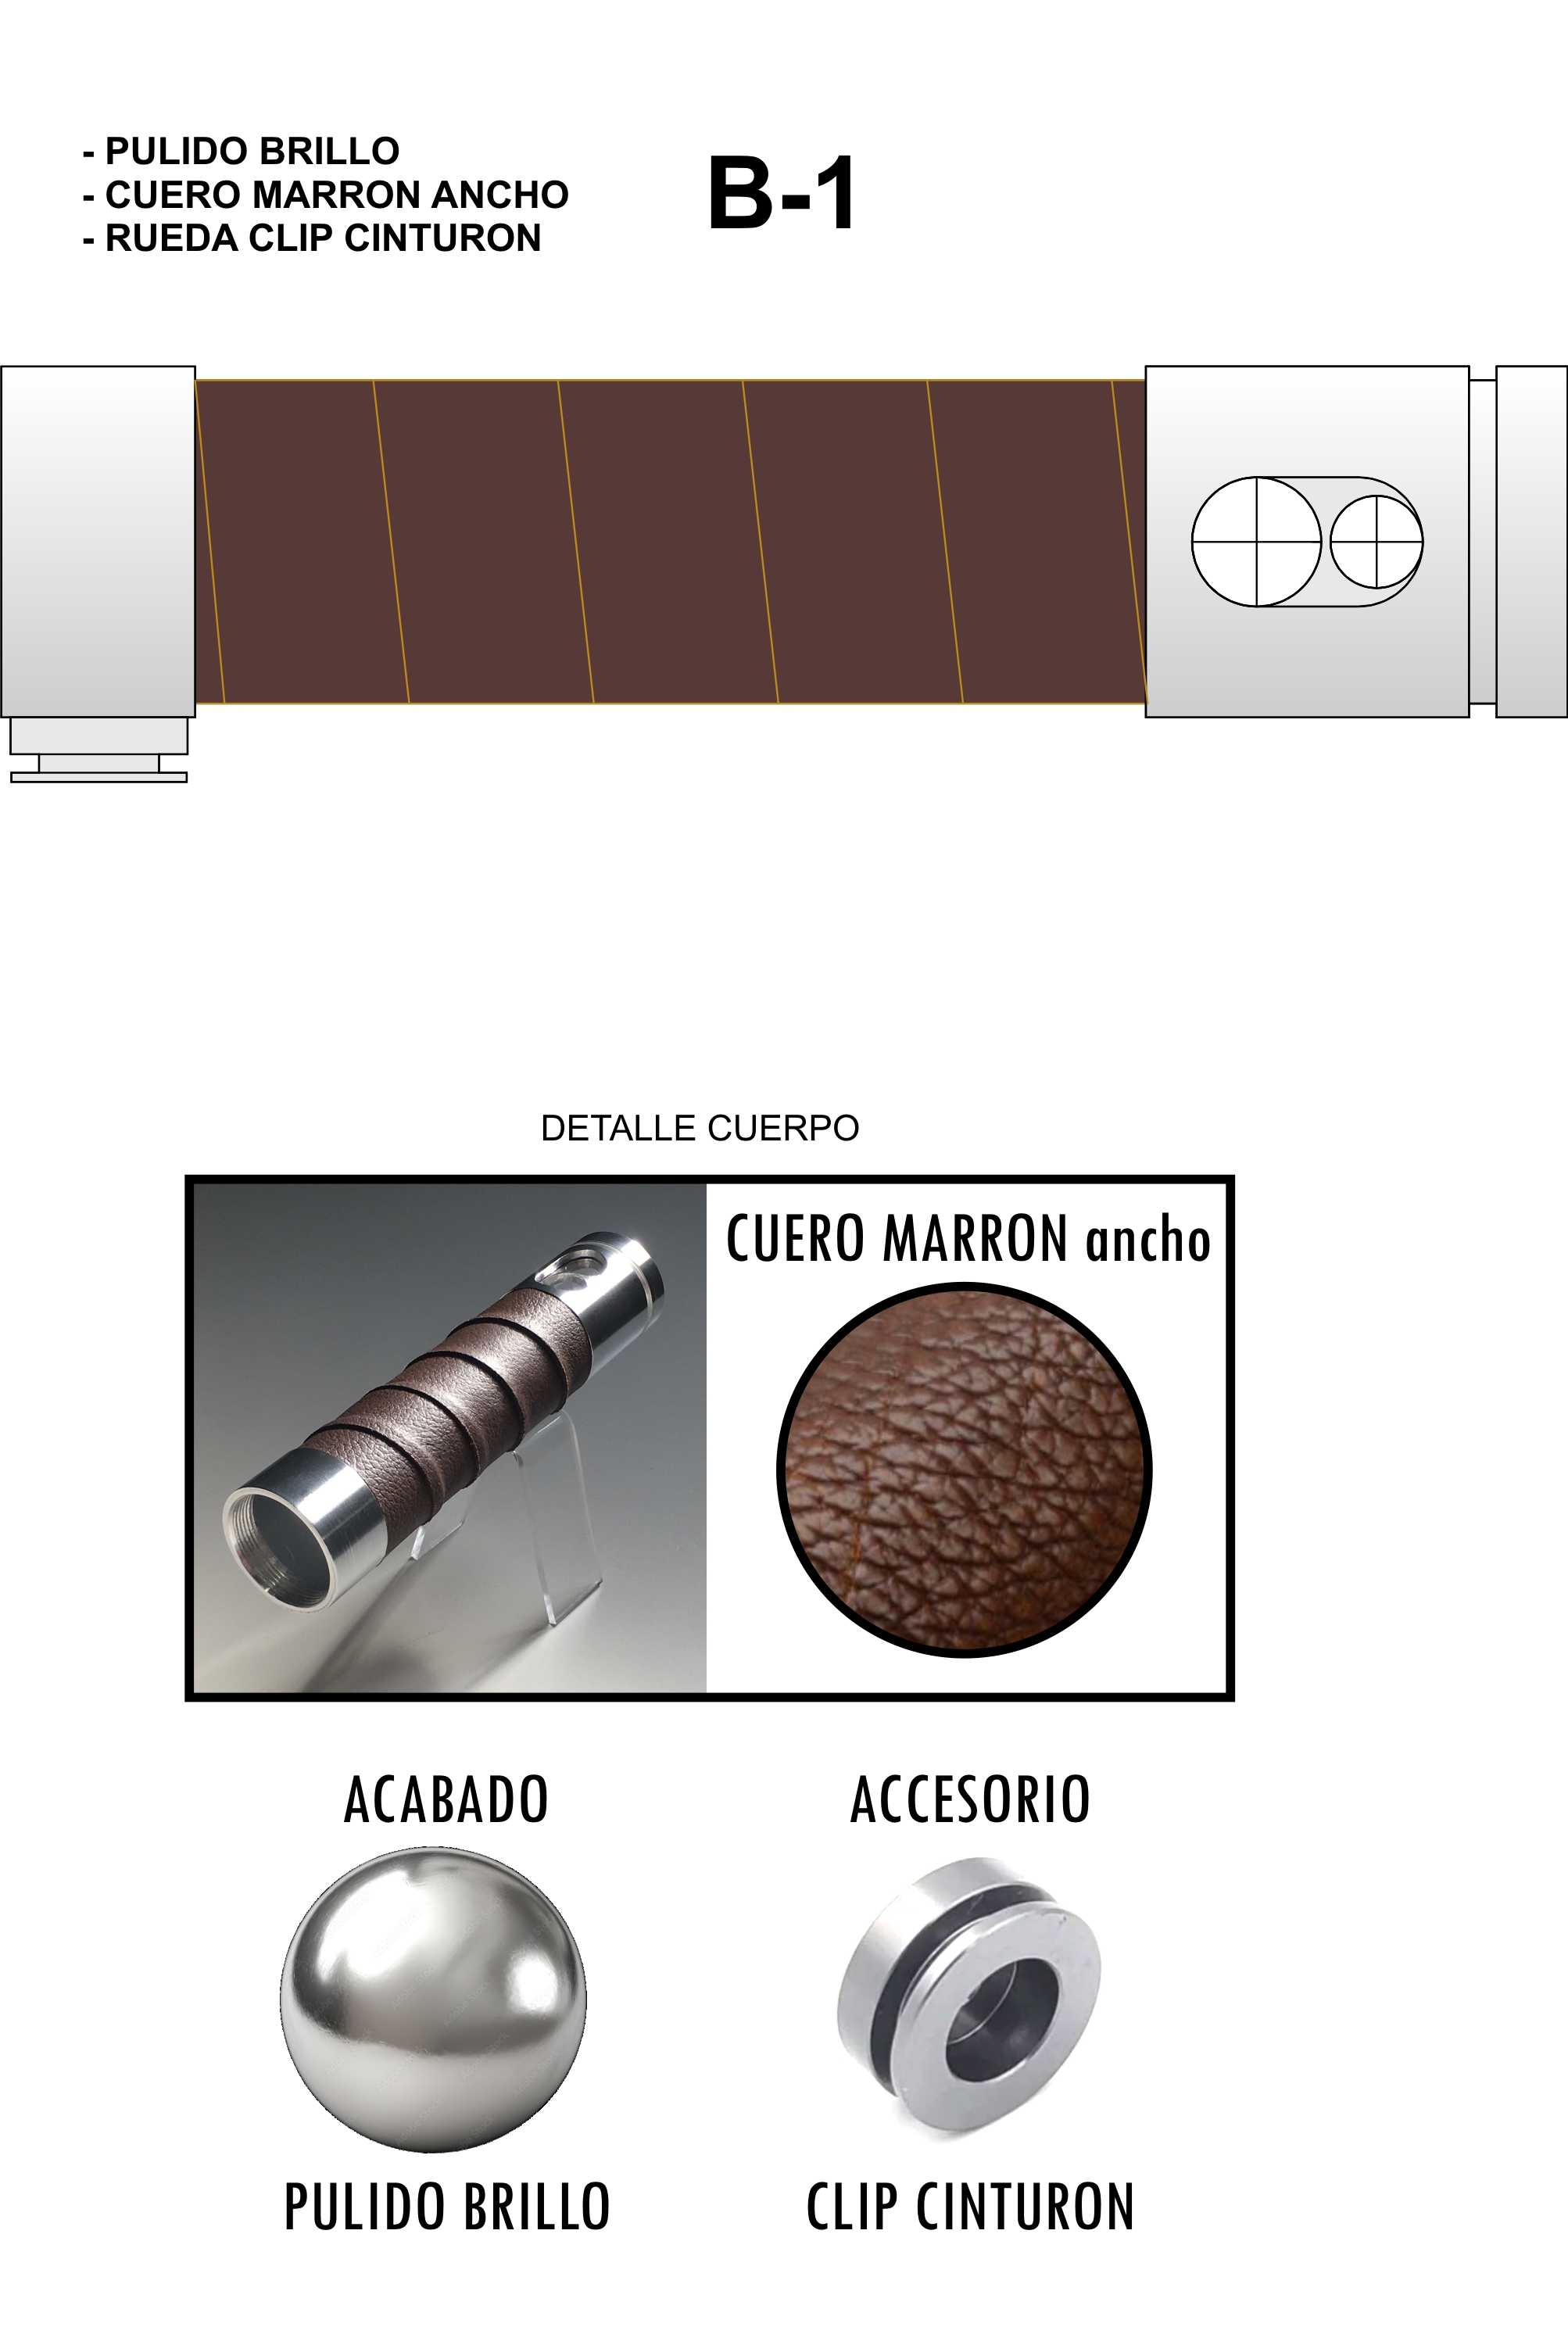 - PULIDO BRILLO
- CUERO MARRON ANCHO
- RUEDA CLIP CINTURON
B-1
DETALLE CUERPO
CUERO MARRON ancho
ACABADO
ACCESORIO
PULIDO BRILLO
CLIP CINTURON